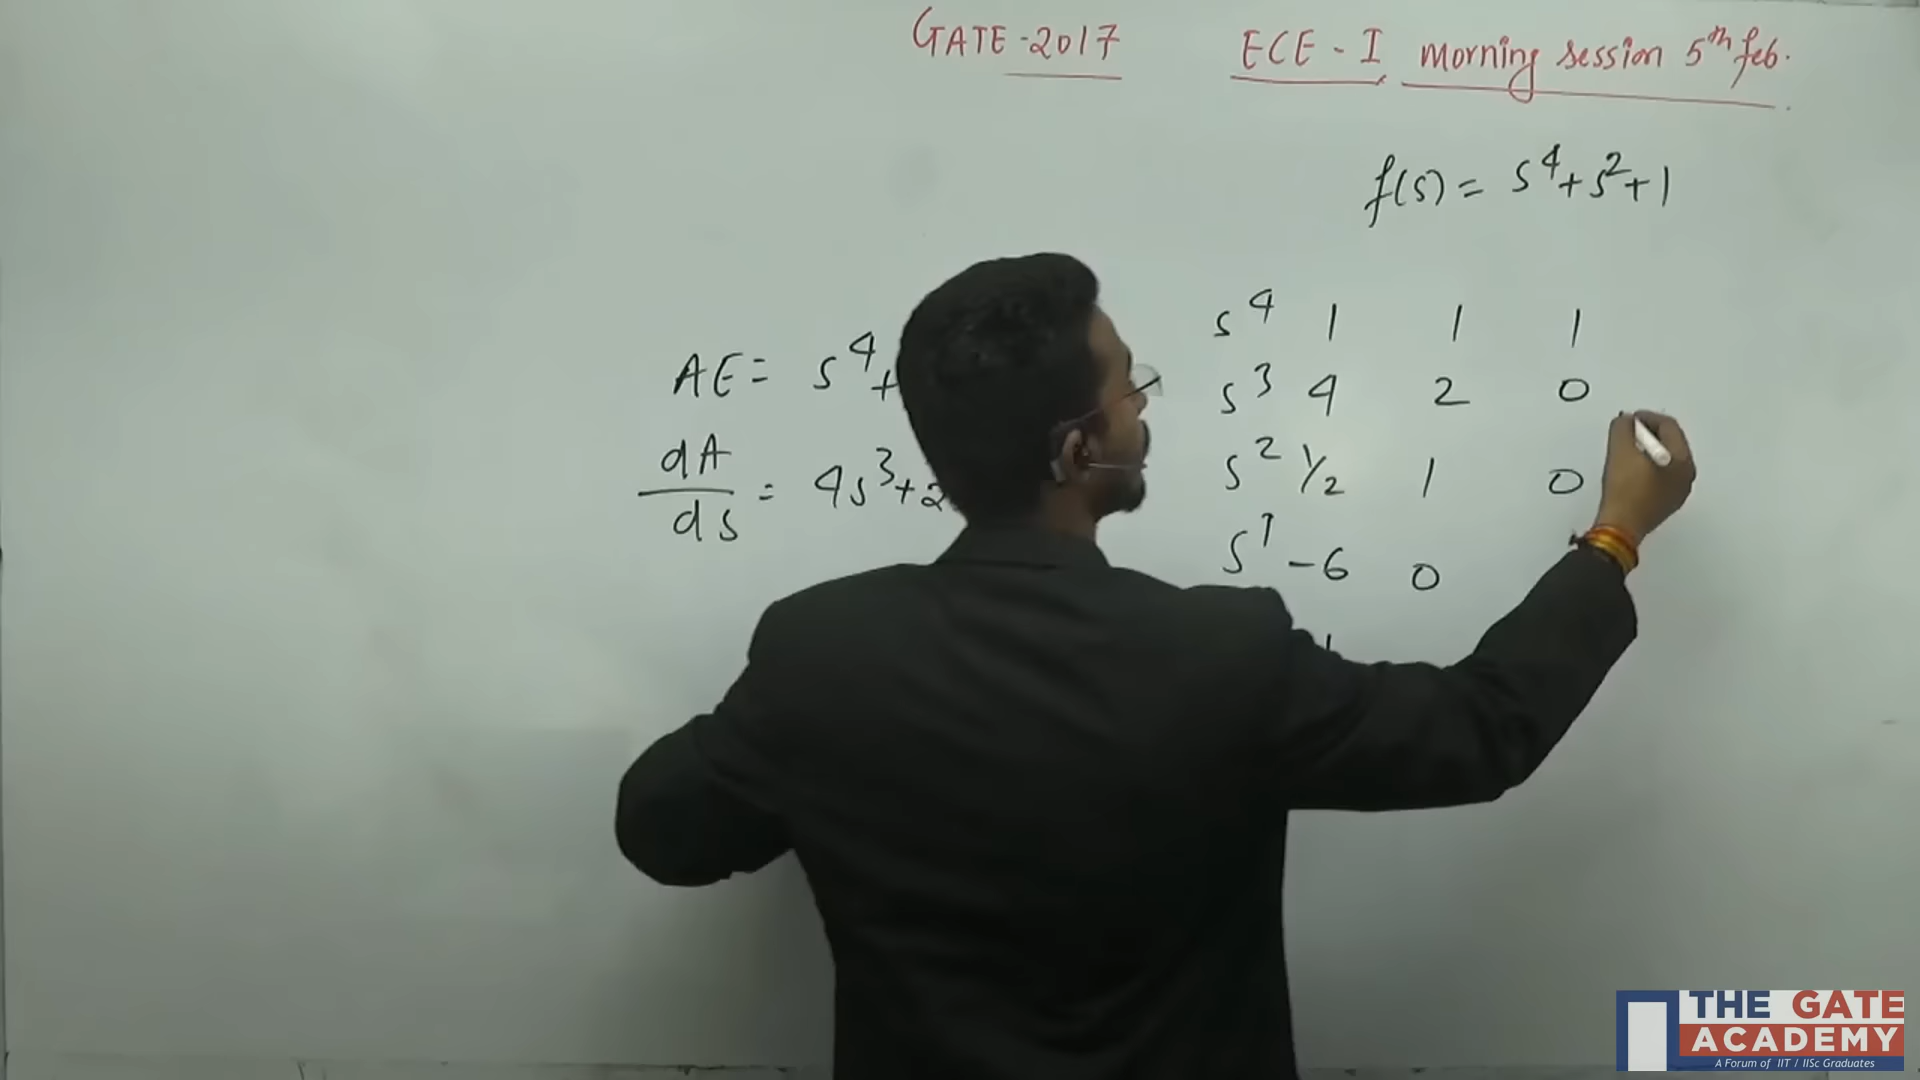 GATE-2017 ECE-I morning session 5th feb.
f(s) = s⁴+s²+1
s⁴ 1 1 1
AE = s⁴+
s³ 4 2 0
dA/ds = 4s³+2
s² 1/2 1 0
s¹ -6 0
1
THE GATE
ACADEMY
A Forum of IIT / IISc Graduates